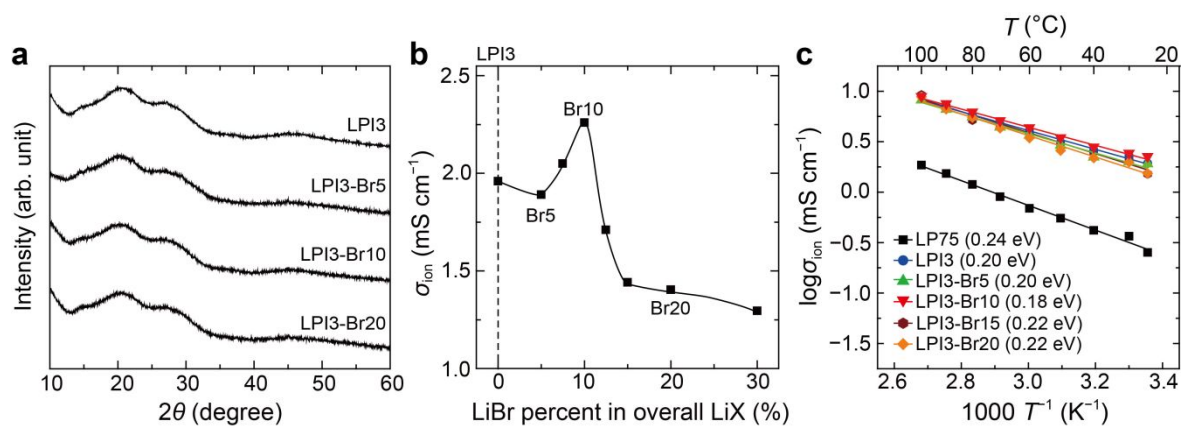 a
Intensity (arb. unit)
LPI3
LPI3-Br5
LPI3-Br10
LPI3-Br20
10 20 30 40 50 60
2θ (degree)
b
LPI3
σion (mS cm⁻¹)
2.5
2.0
1.5
1.0
Br10
Br5
Br20
0 10 20 30
LiBr percent in overall LiX (%)
c
T (°C)
100 80 60 40 20
logσion (mS cm⁻¹)
1.0
0.5
0.0
−0.5
−1.0
−1.5
LP75 (0.24 eV)
LPI3 (0.20 eV)
LPI3-Br5 (0.20 eV)
LPI3-Br10 (0.18 eV)
LPI3-Br15 (0.22 eV)
LPI3-Br20 (0.22 eV)
2.6 2.8 3.0 3.2 3.4
1000 T⁻¹ (K⁻¹)